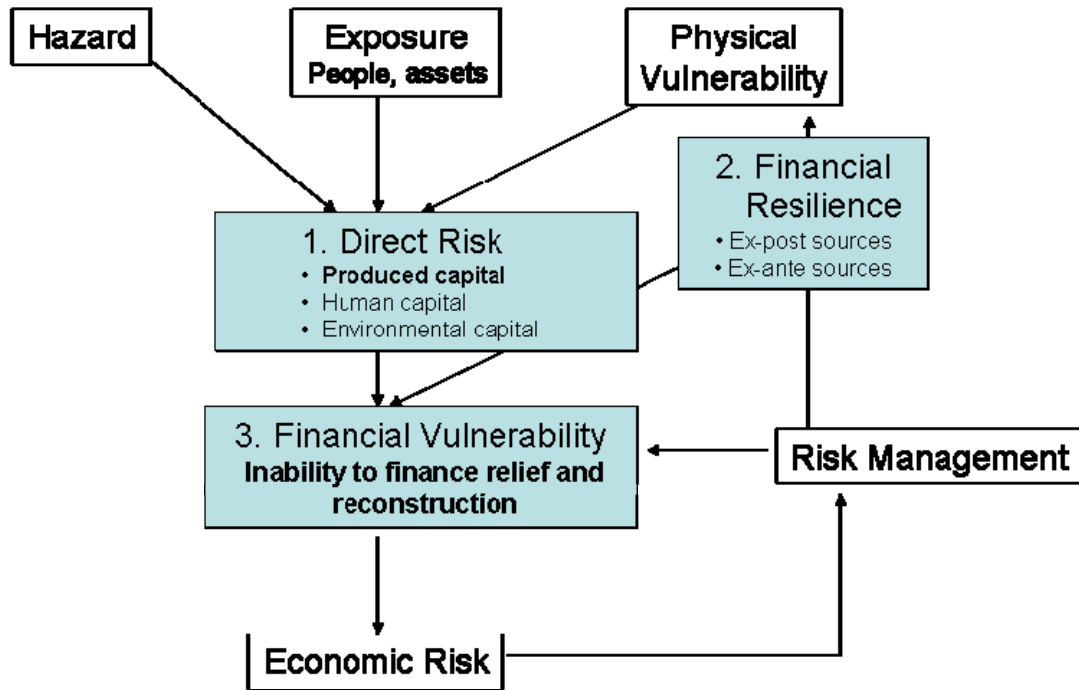 Hazard
Exposure
People, assets
Physical
Vulnerability
2. Financial
Resilience
• Ex-post sources
• Ex-ante sources
1. Direct Risk
• Produced capital
• Human capital
• Environmental capital
3. Financial Vulnerability
Inability to finance relief and
reconstruction
Risk Management
Economic Risk